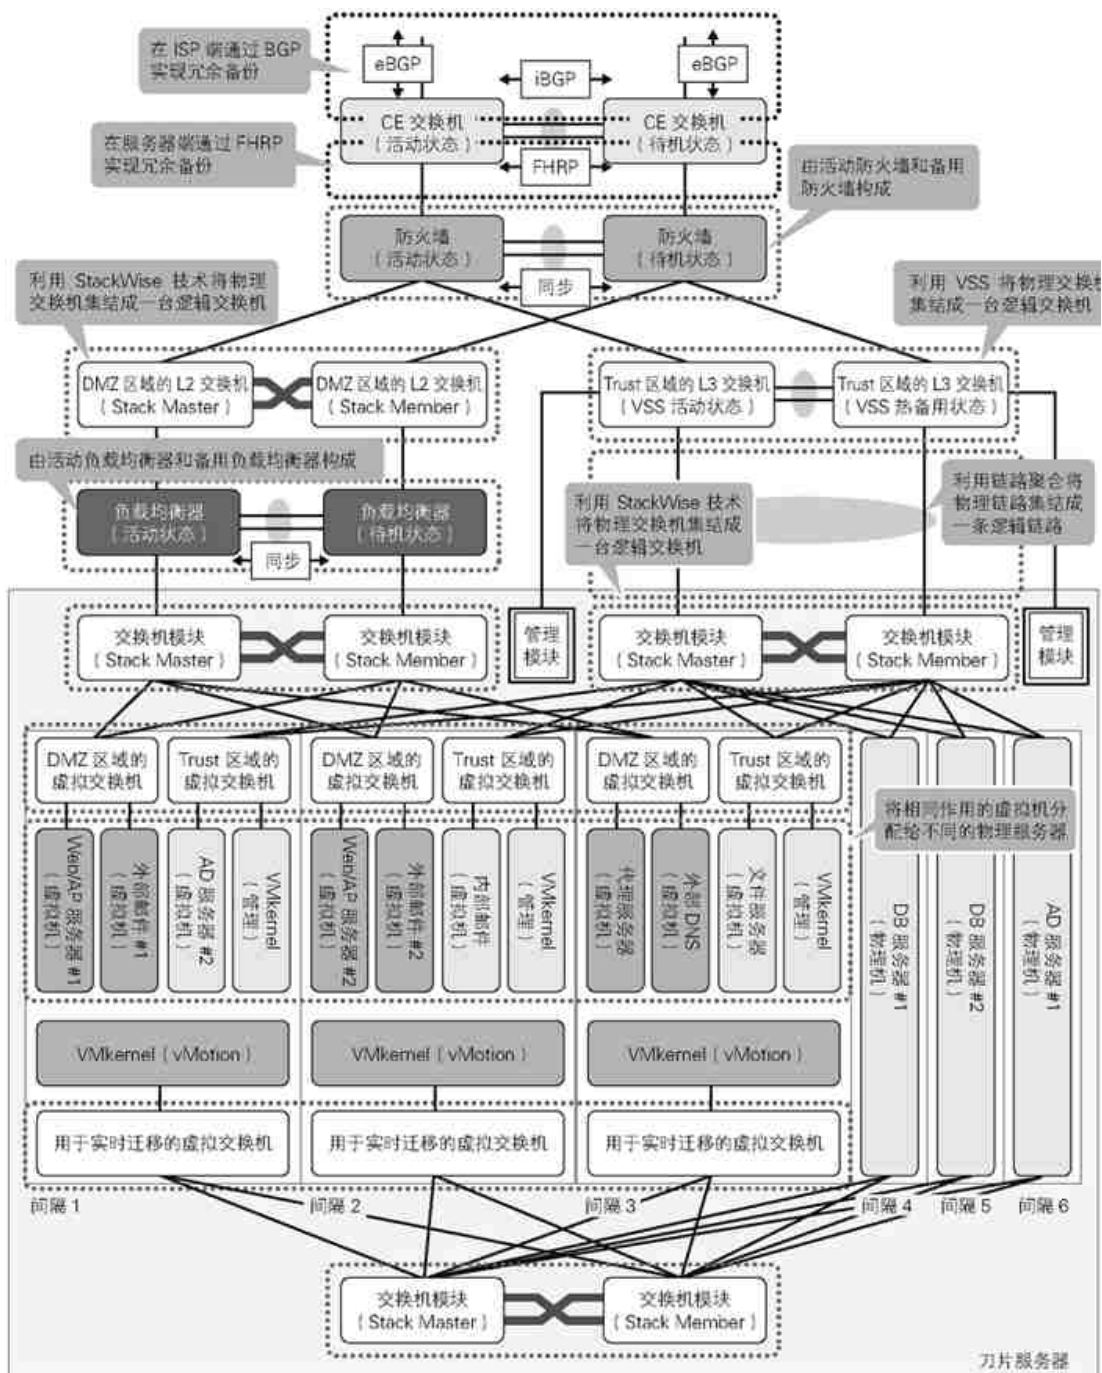 在 ISP 端通过 BGP
实现冗余备份
eBGP
iBGP
eBGP
CE 交换机
（活动状态）
CE 交换机
（待机状态）
在服务器端通过 FHRP
实现冗余备份
FHRP
由活动防火墙和备用
防火墙构成
防火墙
（活动状态）
防火墙
（待机状态）
同步
利用 StackWise 技术将物理
交换机集结成一台逻辑交换机
利用 VSS 将物理交换机
集结成一台逻辑交换机
DMZ 区域的 L2 交换机
（Stack Master）
DMZ 区域的 L2 交换机
（Stack Member）
Trust 区域的 L3 交换机
（VSS 活动状态）
Trust 区域的 L3 交换机
（VSS 热备用状态）
由活动负载均衡器和备用负载均衡器构成
负载均衡器
（活动状态）
负载均衡器
（待机状态）
同步
利用 StackWise 技术
将物理交换机集结成
一台逻辑交换机
利用链路聚合将
物理链路集结成
一条逻辑链路
交换机模块
（Stack Master）
交换机模块
（Stack Member）
管理
模块
交换机模块
（Stack Master）
交换机模块
（Stack Member）
管理
模块
DMZ 区域的
虚拟交换机
Trust 区域的
虚拟交换机
DMZ 区域的
虚拟交换机
Trust 区域的
虚拟交换机
DMZ 区域的
虚拟交换机
Trust 区域的
虚拟交换机
将相同作用的虚拟机分
配给不同的物理服务器
Web/AP 服务器 #1
（虚拟机）
外部邮件 #1
（虚拟机）
AD 服务器 #2
（虚拟机）
VMkernel
（管理）
Web/AP 服务器 #2
（虚拟机）
外部邮件 #2
（虚拟机）
内部邮件
（虚拟机）
VMkernel
（管理）
代理服务器
（虚拟机）
外部 DNS
（虚拟机）
文件服务器
（虚拟机）
VMkernel
（管理）
DB 服务器 #1
（物理机）
DB 服务器 #2
（物理机）
AD 服务器 #1
（物理机）
VMkernel（vMotion）
VMkernel（vMotion）
VMkernel（vMotion）
用于实时迁移的虚拟交换机
用于实时迁移的虚拟交换机
用于实时迁移的虚拟交换机
间隔 1
间隔 2
间隔 3
间隔 4
间隔 5
间隔 6
交换机模块
（Stack Master）
交换机模块
（Stack Member）
刀片服务器